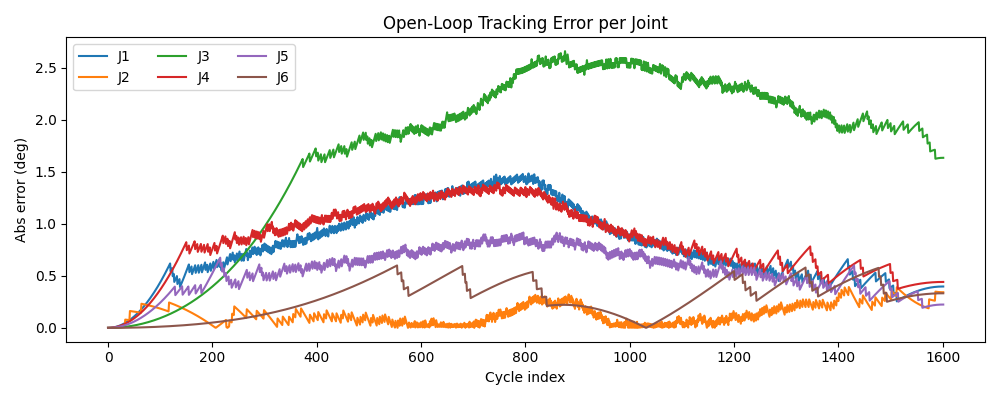 Open-Loop Tracking Error per Joint
J1 J3 J5
J2 J4 J6
Abs error (deg)
2.5
2.0
1.5
1.0
0.5
0.0
0 200 400 600 800 1000 1200 1400 1600
Cycle index